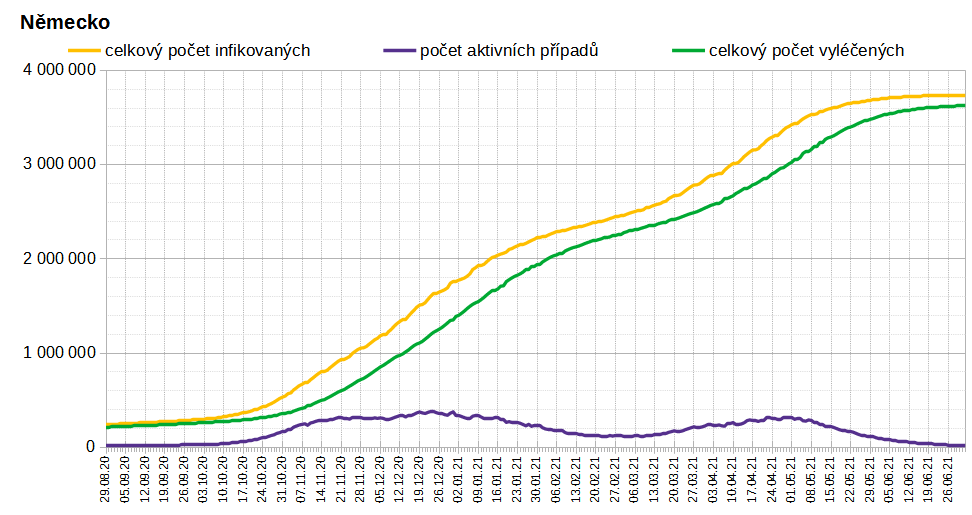 Německo
celkový počet infikovaných počet aktivních případů celkový počet vyléčených
4 000 000
3 000 000
2 000 000
1 000 000
0
29.08.20 05.09.20 12.09.20 19.09.20 26.09.20 03.10.20 10.10.20 17.10.20 24.10.20 31.10.20 07.11.20 14.11.20 21.11.20 28.11.20 05.12.20 12.12.20 19.12.20 26.12.20 02.01.21 09.01.21 16.01.21 23.01.21 30.01.21 06.02.21 13.02.21 20.02.21 27.02.21 06.03.21 13.03.21 20.03.21 27.03.21 03.04.21 10.04.21 17.04.21 24.04.21 01.05.21 08.05.21 15.05.21 22.05.21 29.05.21 05.06.21 12.06.21 19.06.21 26.06.21